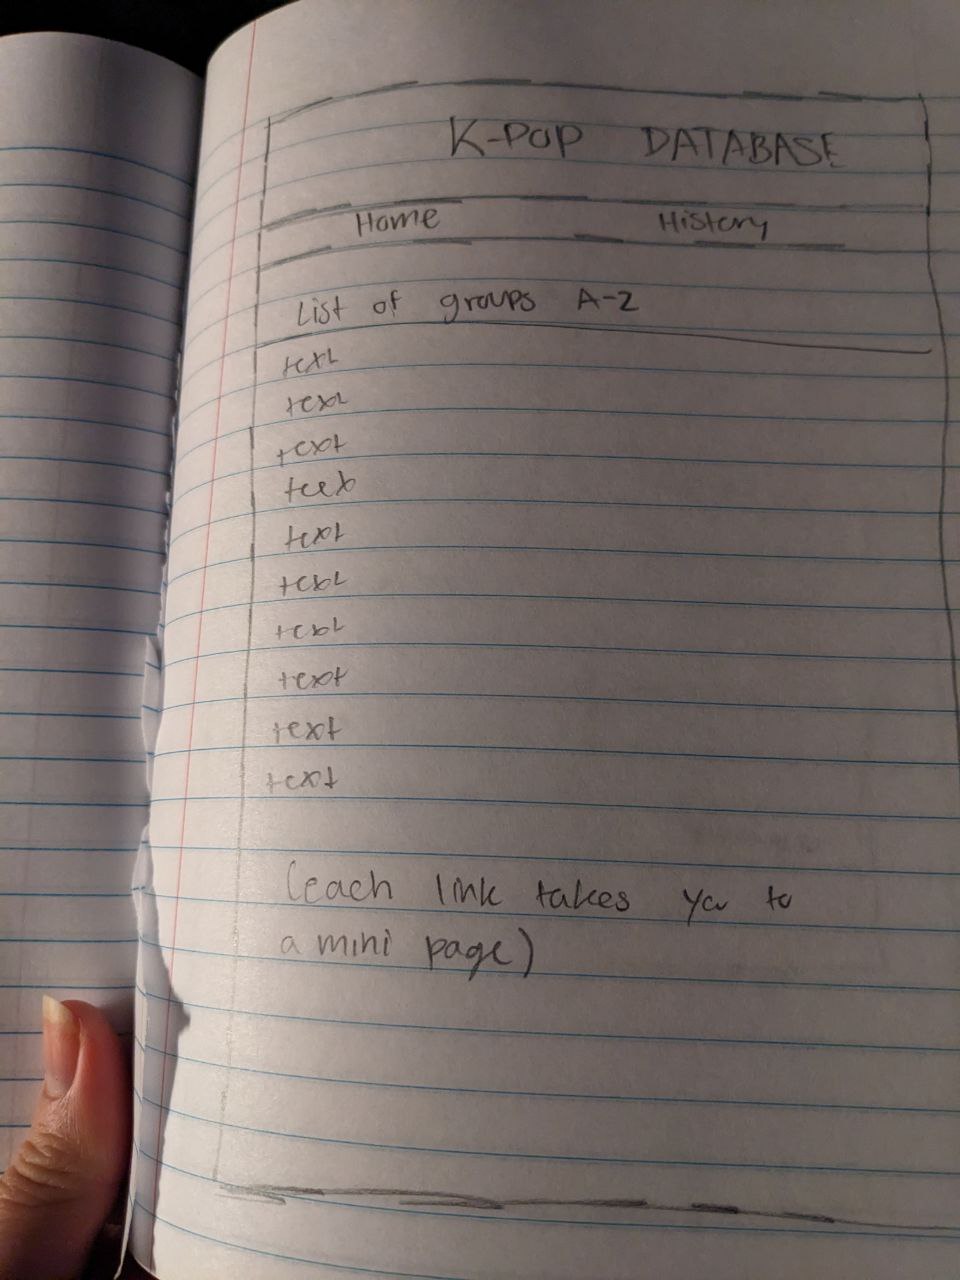 K-POP DATABASE
Home History
List of groups A-Z
text
text
text
teext
text
text
text
text
text
text
(each link takes you to
a mini page)